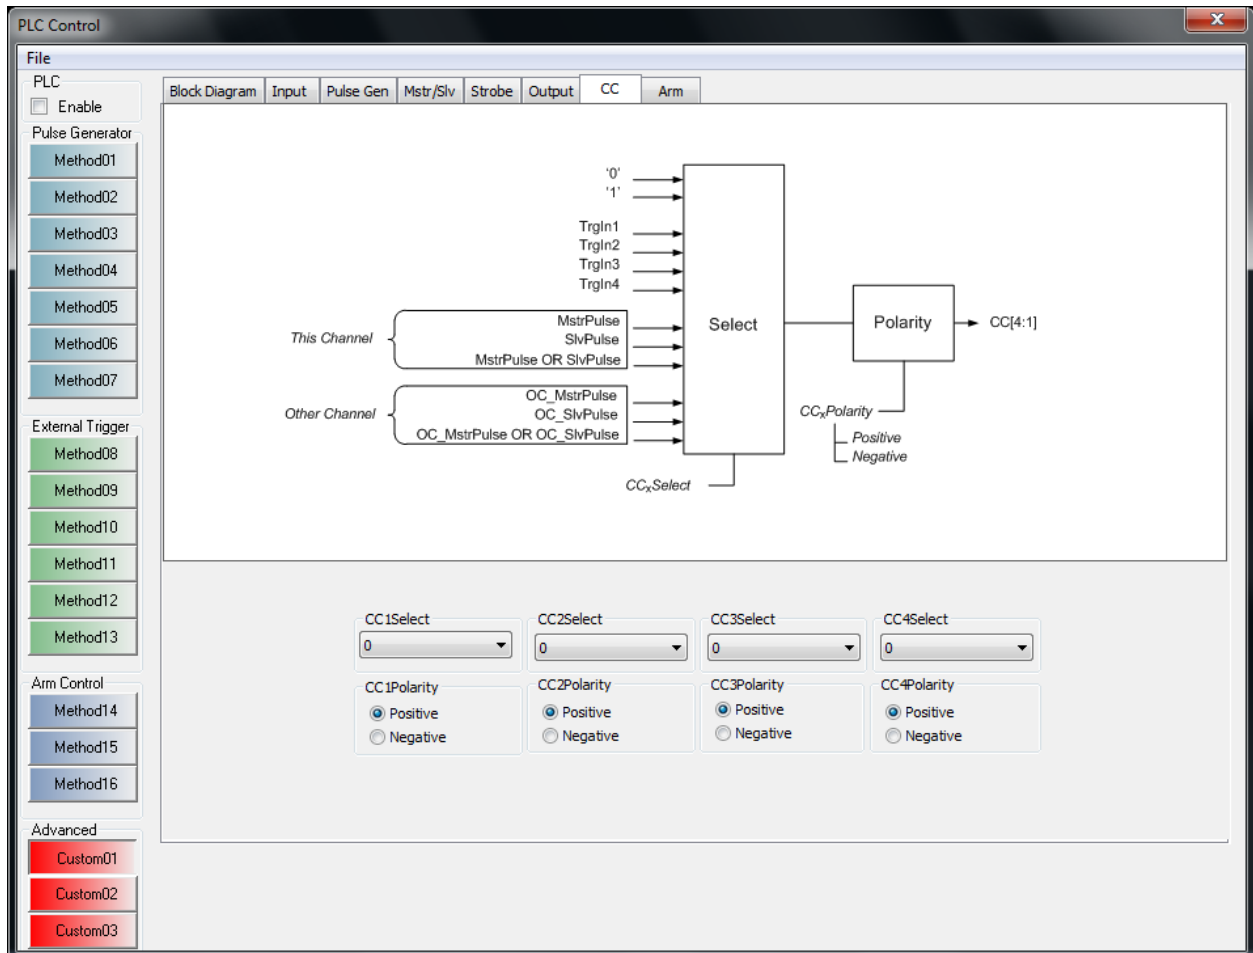 PLC Control
x
File
PLC
Enable
Pulse Generator
Method01
Method02
Method03
Method04
Method05
Method06
Method07
External Trigger
Method08
Method09
Method10
Method11
Method12
Method13
Arm Control
Method14
Method15
Method16
Advanced
Custom01
Custom02
Custom03
Block Diagram Input Pulse Gen Mstr/Slv Strobe Output CC Arm
'0'
'1'
TrgIn1
TrgIn2
TrgIn3
TrgIn4
This Channel
MstrPulse
SlvPulse
MstrPulse OR SlvPulse
Other Channel
OC_MstrPulse
OC_SlvPulse
OC_MstrPulse OR OC_SlvPulse
Select
CCxSelect
Polarity
CC[4:1]
CCxPolarity
Positive
Negative
CC1Select CC2Select CC3Select CC4Select
0 0 0 0
CC1Polarity CC2Polarity CC3Polarity CC4Polarity
Positive Positive Positive Positive
Negative Negative Negative Negative